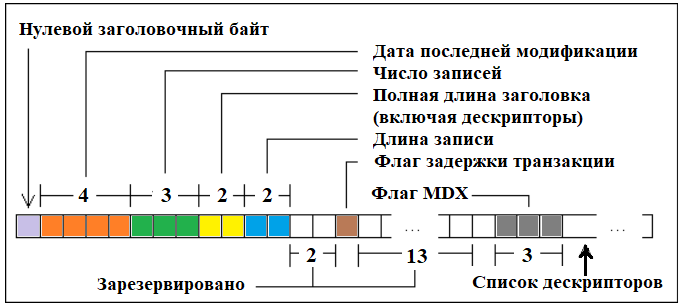 Нулевой заголовочный байт
Дата последней модификации
Число записей
Полная длина заголовка
(включая дескрипторы)
Длина записи
Флаг задержки транзакции
Флаг MDX
4 3 2 2
... ...
2 13 3
Зарезервировано
Список дескрипторов